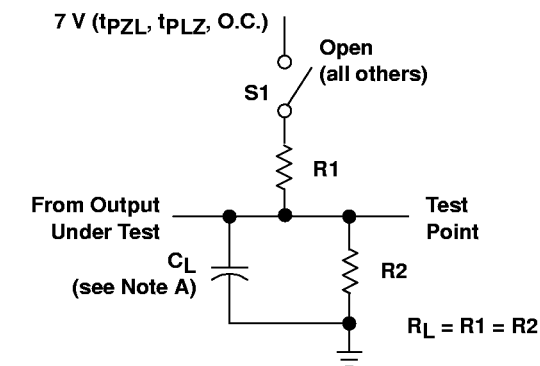 7 V (tPZL, tPLZ, O.C.)
Open
(all others)
S1
R1
From Output
Under Test
Test
Point
CL
(see Note A)
R2
RL = R1 = R2